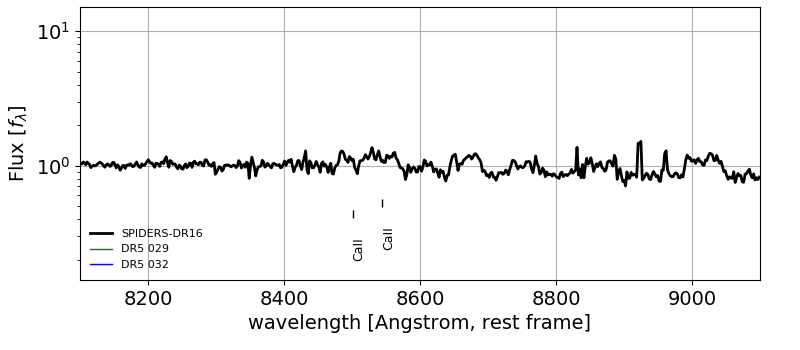 10¹
10⁰
Flux [fλ]
SPIDERS-DR16
DR5 029
DR5 032
CaII
CaII
8200 8400 8600 8800 9000
wavelength [Angstrom, rest frame]